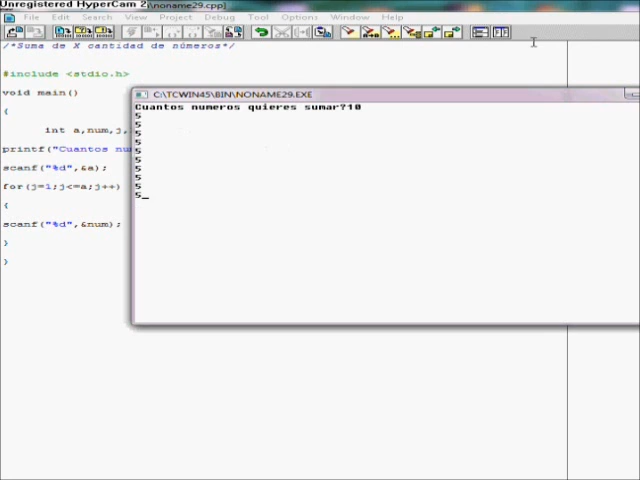 Unregistered HyperCam 2
\noname29.cpp]
File Edit Search View Project Debug Tool Options Window Help
/*Suma de X cantidad de números*/
#include <stdio.h>
void main()
{
int a,num,j,
printf("Cuantos nu
scanf("%d",&a);
for(j=1;j<=a;j++)
{
scanf("%d",&num);
}
}
C:\TCWIN45\BIN\NONAME29.EXE
Cuantos numeros quieres sumar?10
5
5
5
5
5
5
5
5
5
5_